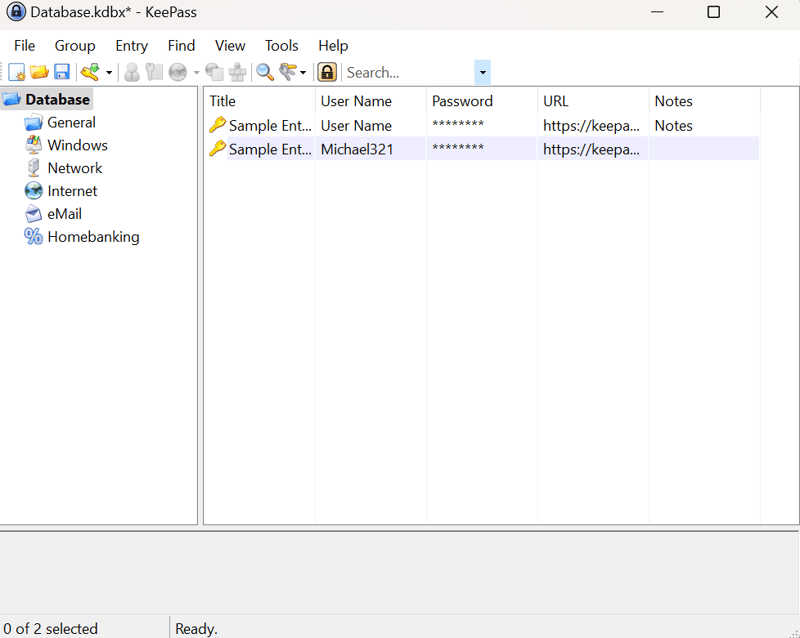 Database.kdbx* - KeePass
File Group Entry Find View Tools Help
Search...
Database
General
Windows
Network
Internet
eMail
Homebanking
Title User Name Password URL Notes
Sample Ent... User Name ******** https://keepa... Notes
Sample Ent... Michael321 ******** https://keepa...
0 of 2 selected Ready.